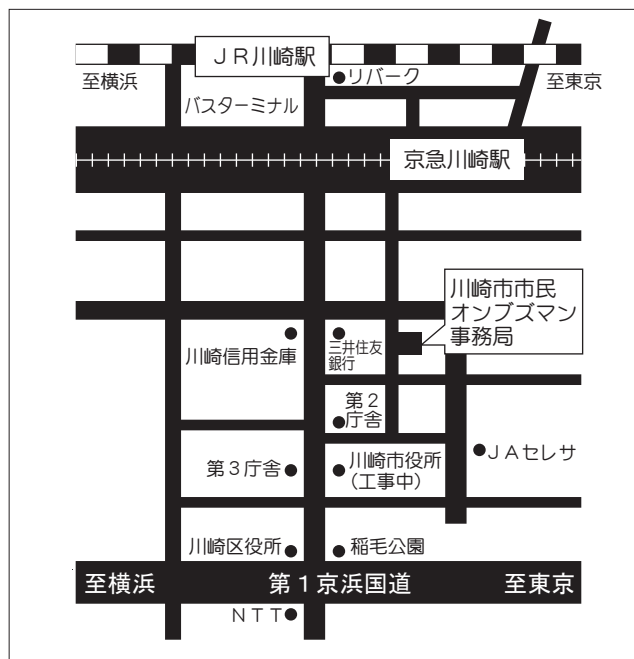 ＪＲ川崎駅
至横浜
リバーク
至東京
バスターミナル
京急川崎駅
川崎市市民
オンブズマン
事務局
川崎信用金庫
三井住友
銀行
第２
庁舎
第３庁舎
川崎市役所
（工事中）
ＪＡセレサ
川崎区役所
稲毛公園
至横浜
第１京浜国道
至東京
ＮＴＴ